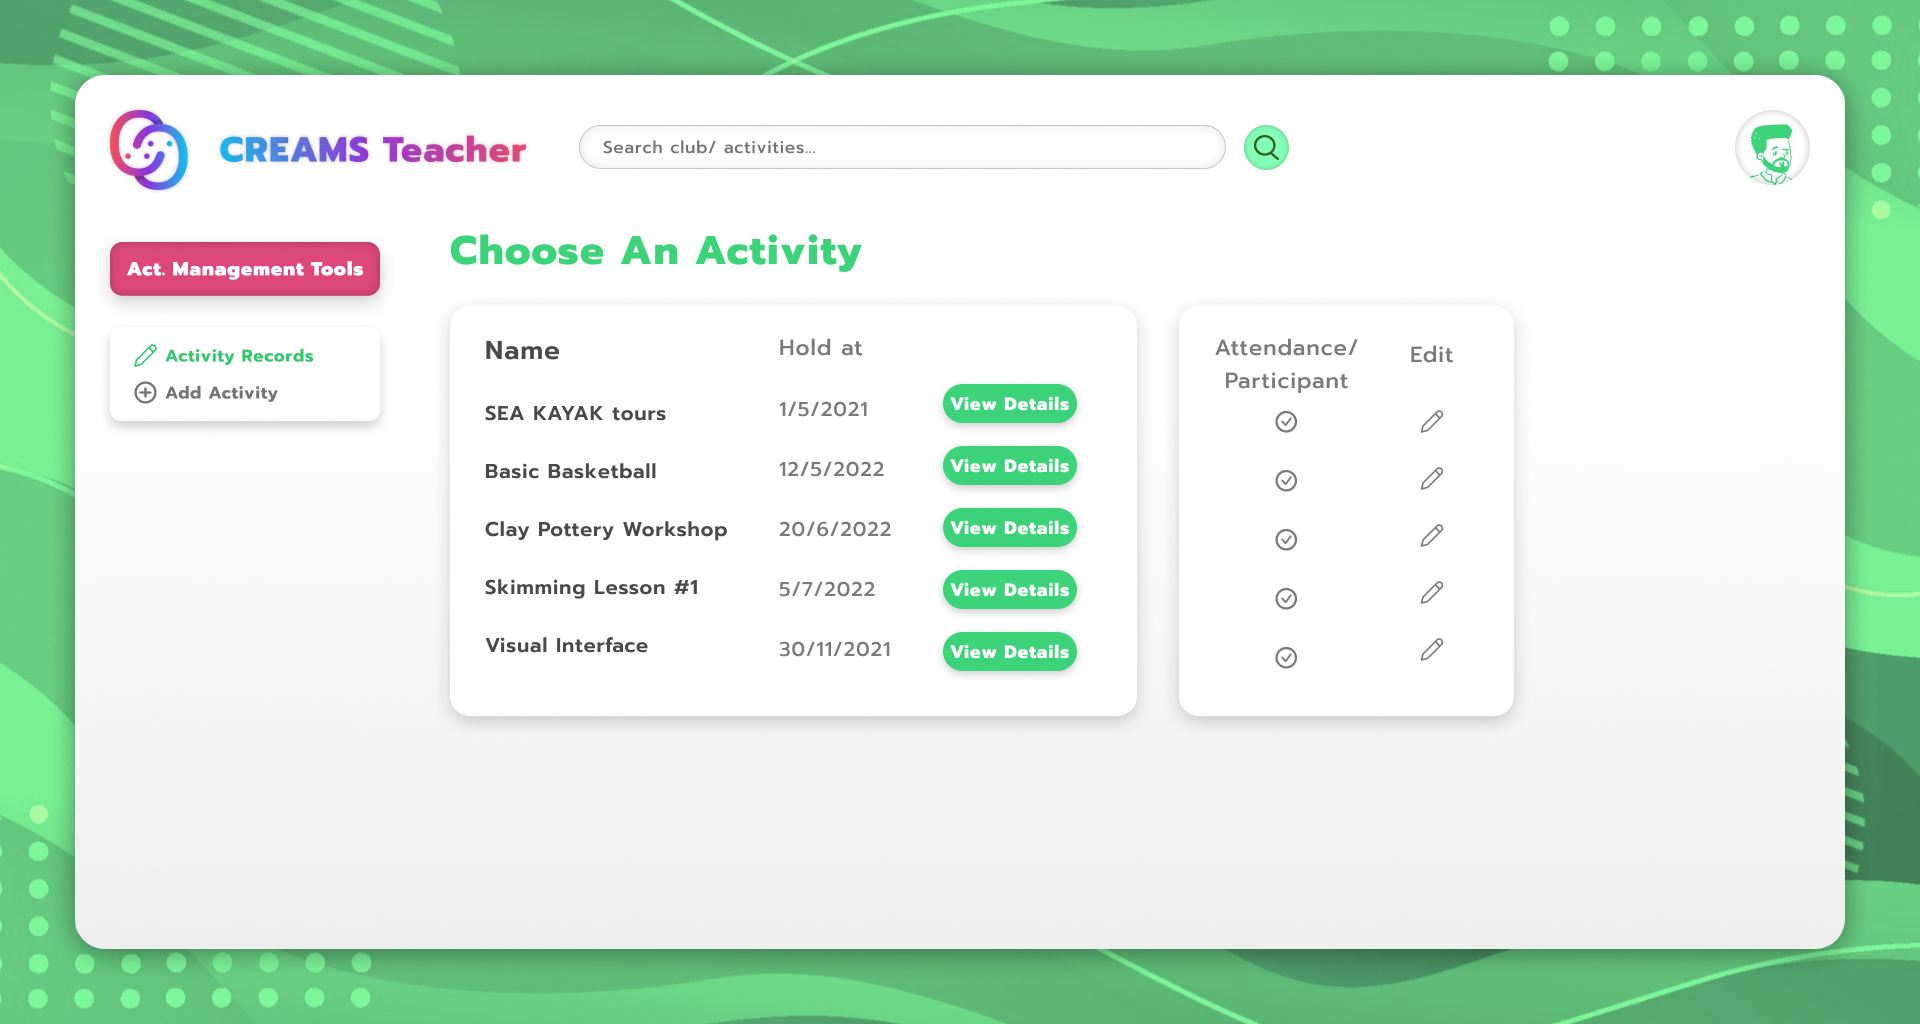 CREAMS Teacher
Search club/ activities...
Act. Management Tools
Activity Records
Add Activity
Choose An Activity
Name Hold at
SEA KAYAK tours 1/5/2021 View Details
Basic Basketball 12/5/2022 View Details
Clay Pottery Workshop 20/6/2022 View Details
Skimming Lesson #1 5/7/2022 View Details
Visual Interface 30/11/2021 View Details
Attendance/ Edit
Participant